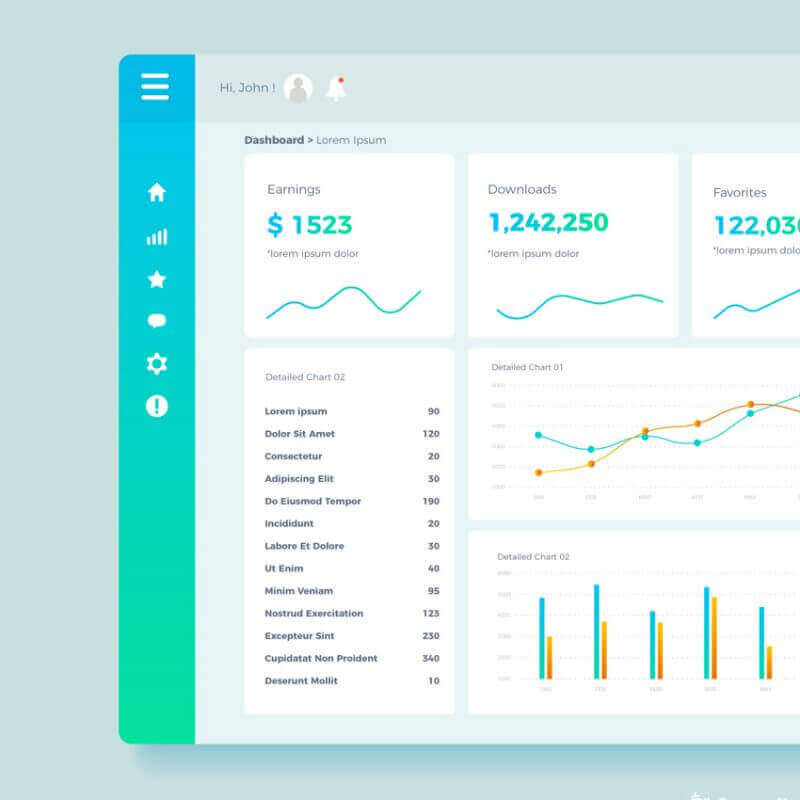 Hi, John !
Dashboard > Lorem Ipsum
Earnings
$ 1523
*lorem ipsum dolor
Downloads
1,242,250
*lorem ipsum dolor
Favorites
122,03
*lorem ipsum
Detailed Chart 02
Lorem ipsum 90
Dolor Sit Amet 120
Consectetur 20
Adipiscing Elit 30
Do Eiusmod Tempor 190
Incididunt 20
Labore Et Dolore 30
Ut Enim 40
Minim Veniam 95
Nostrud Exercitation 123
Excepteur Sint 230
Cupidatat Non Proident 340
Deserunt Mollit 10
Detailed Chart 01
Detailed Chart 02